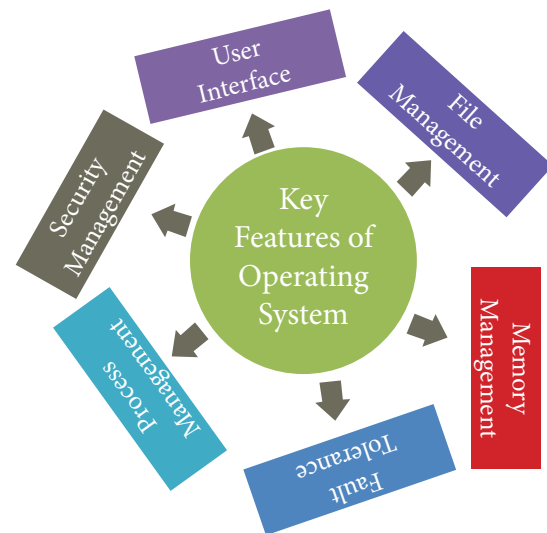 User
Interface
File
Management
Memory
Management
Fault
Tolerance
Process
Management
Security
Management
Key
Features of
Operating
System